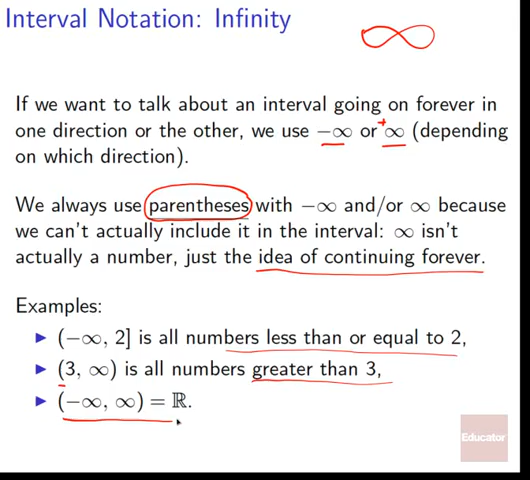 Interval Notation: Infinity
∞
If we want to talk about an interval going on forever in
one direction or the other, we use −∞ or +∞ (depending
on which direction).
We always use parentheses with −∞ and/or ∞ because
we can't actually include it in the interval: ∞ isn't
actually a number, just the idea of continuing forever.
Examples:
▶ (−∞, 2] is all numbers less than or equal to 2,
▶ (3, ∞) is all numbers greater than 3,
▶ (−∞, ∞) = ℝ.
Educator